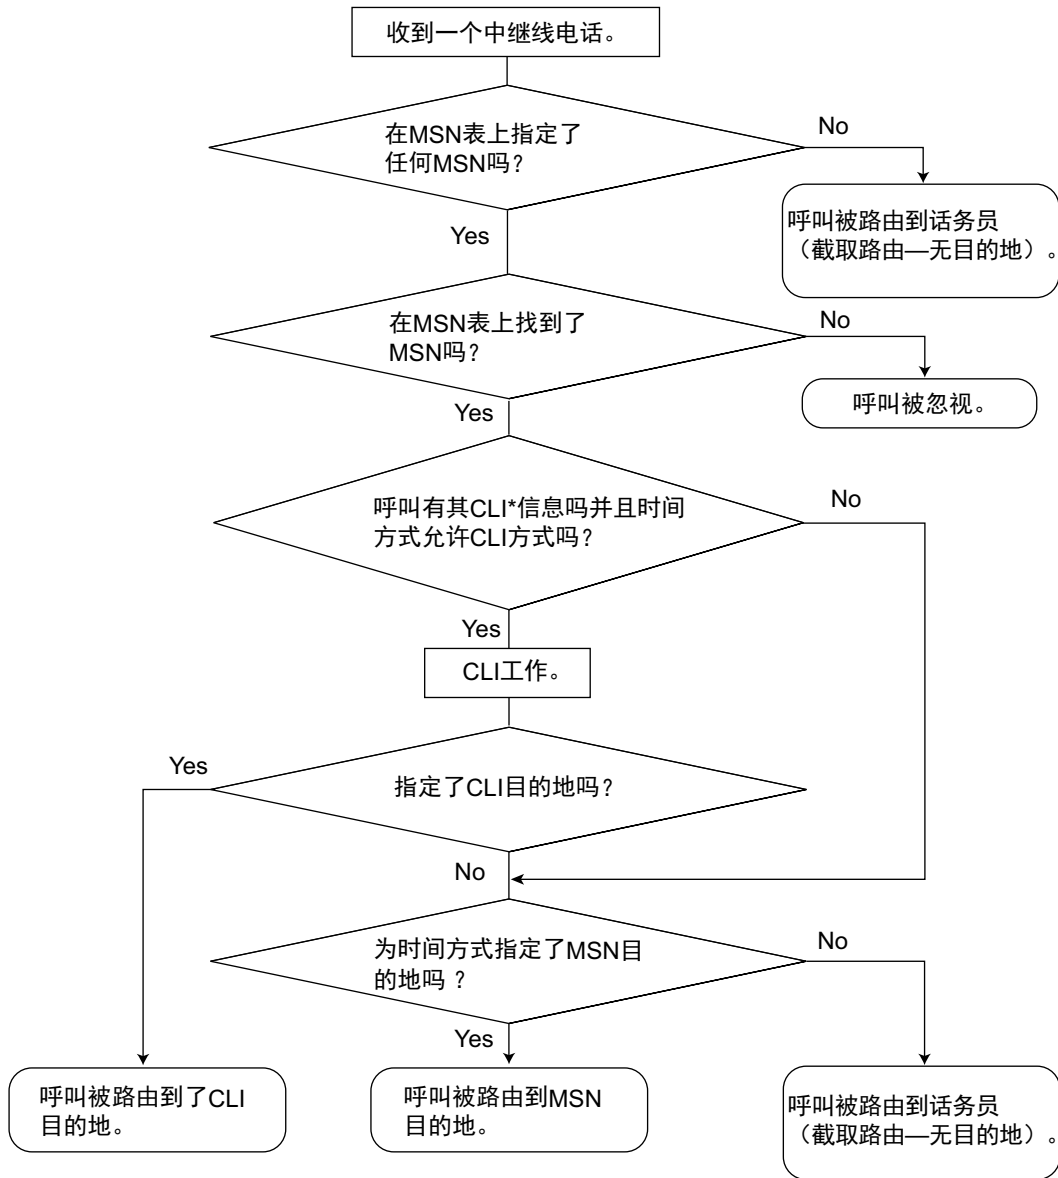 收到一个中继线电话。
在MSN表上指定了
任何MSN吗？
No
Yes
呼叫被路由到话务员
（截取路由—无目的地）。
在MSN表上找到了
MSN吗？
No
Yes
呼叫被忽视。
呼叫有其CLI*信息吗并且时间
方式允许CLI方式吗？
No
Yes
CLI工作。
Yes
指定了CLI目的地吗？
No
为时间方式指定了MSN目
的地吗 ？
No
Yes
呼叫被路由到了CLI
目的地。
呼叫被路由到MSN
目的地。
呼叫被路由到话务员
（截取路由—无目的地）。